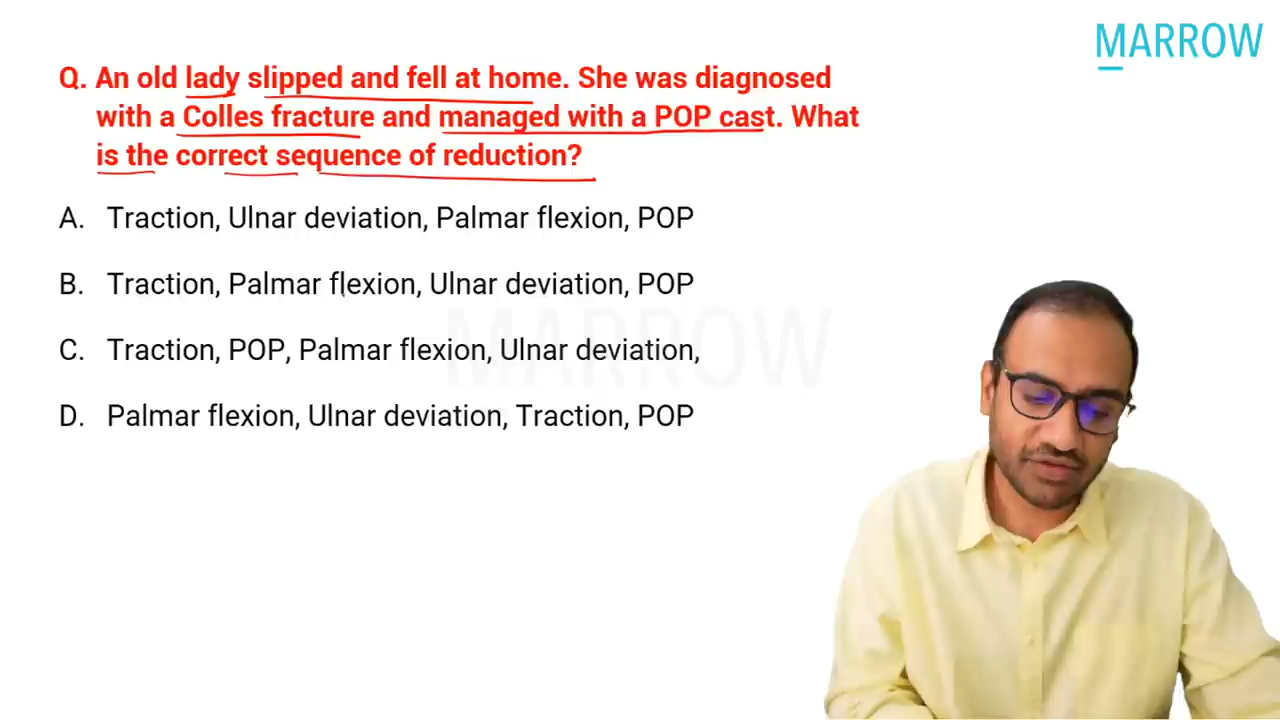 MARROW
Q. An old lady slipped and fell at home. She was diagnosed
with a Colles fracture and managed with a POP cast. What
is the correct sequence of reduction?
A. Traction, Ulnar deviation, Palmar flexion, POP
B. Traction, Palmar flexion, Ulnar deviation, POP
C. Traction, POP, Palmar flexion, Ulnar deviation,
D. Palmar flexion, Ulnar deviation, Traction, POP
MARROW